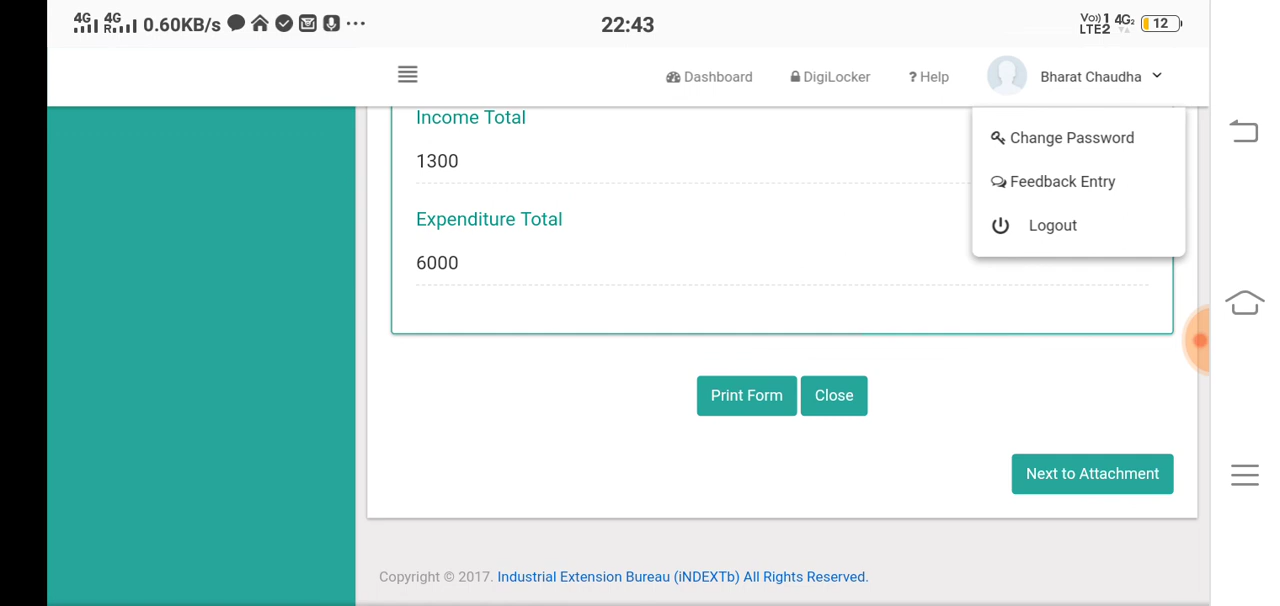 4G 4G R 0.60KB/s ... 22:43 Vo)) 1 4G2 LTE2 12
Dashboard DigiLocker ? Help Bharat Chaudha
Income Total
1300
Expenditure Total
6000
Change Password
Feedback Entry
Logout
Print Form Close
Next to Attachment
Copyright © 2017. Industrial Extension Bureau (iNDEXTb) All Rights Reserved.